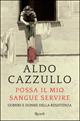 ALDO
CAZZULLO
POSSA IL MIO
SANGUE SERVIRE
UOMINI E DONNE DELLA RESISTENZA
Rizzoli